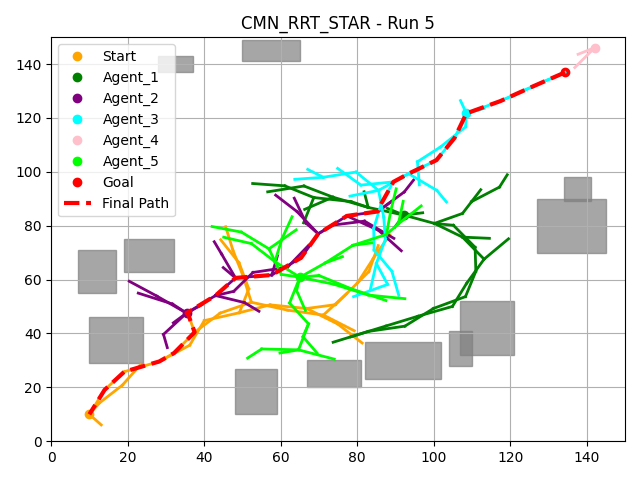 CMN_RRT_STAR - Run 5
Start
Agent_1
Agent_2
Agent_3
Agent_4
Agent_5
Goal
Final Path
140
120
100
80
60
40
20
0
0 20 40 60 80 100 120 140